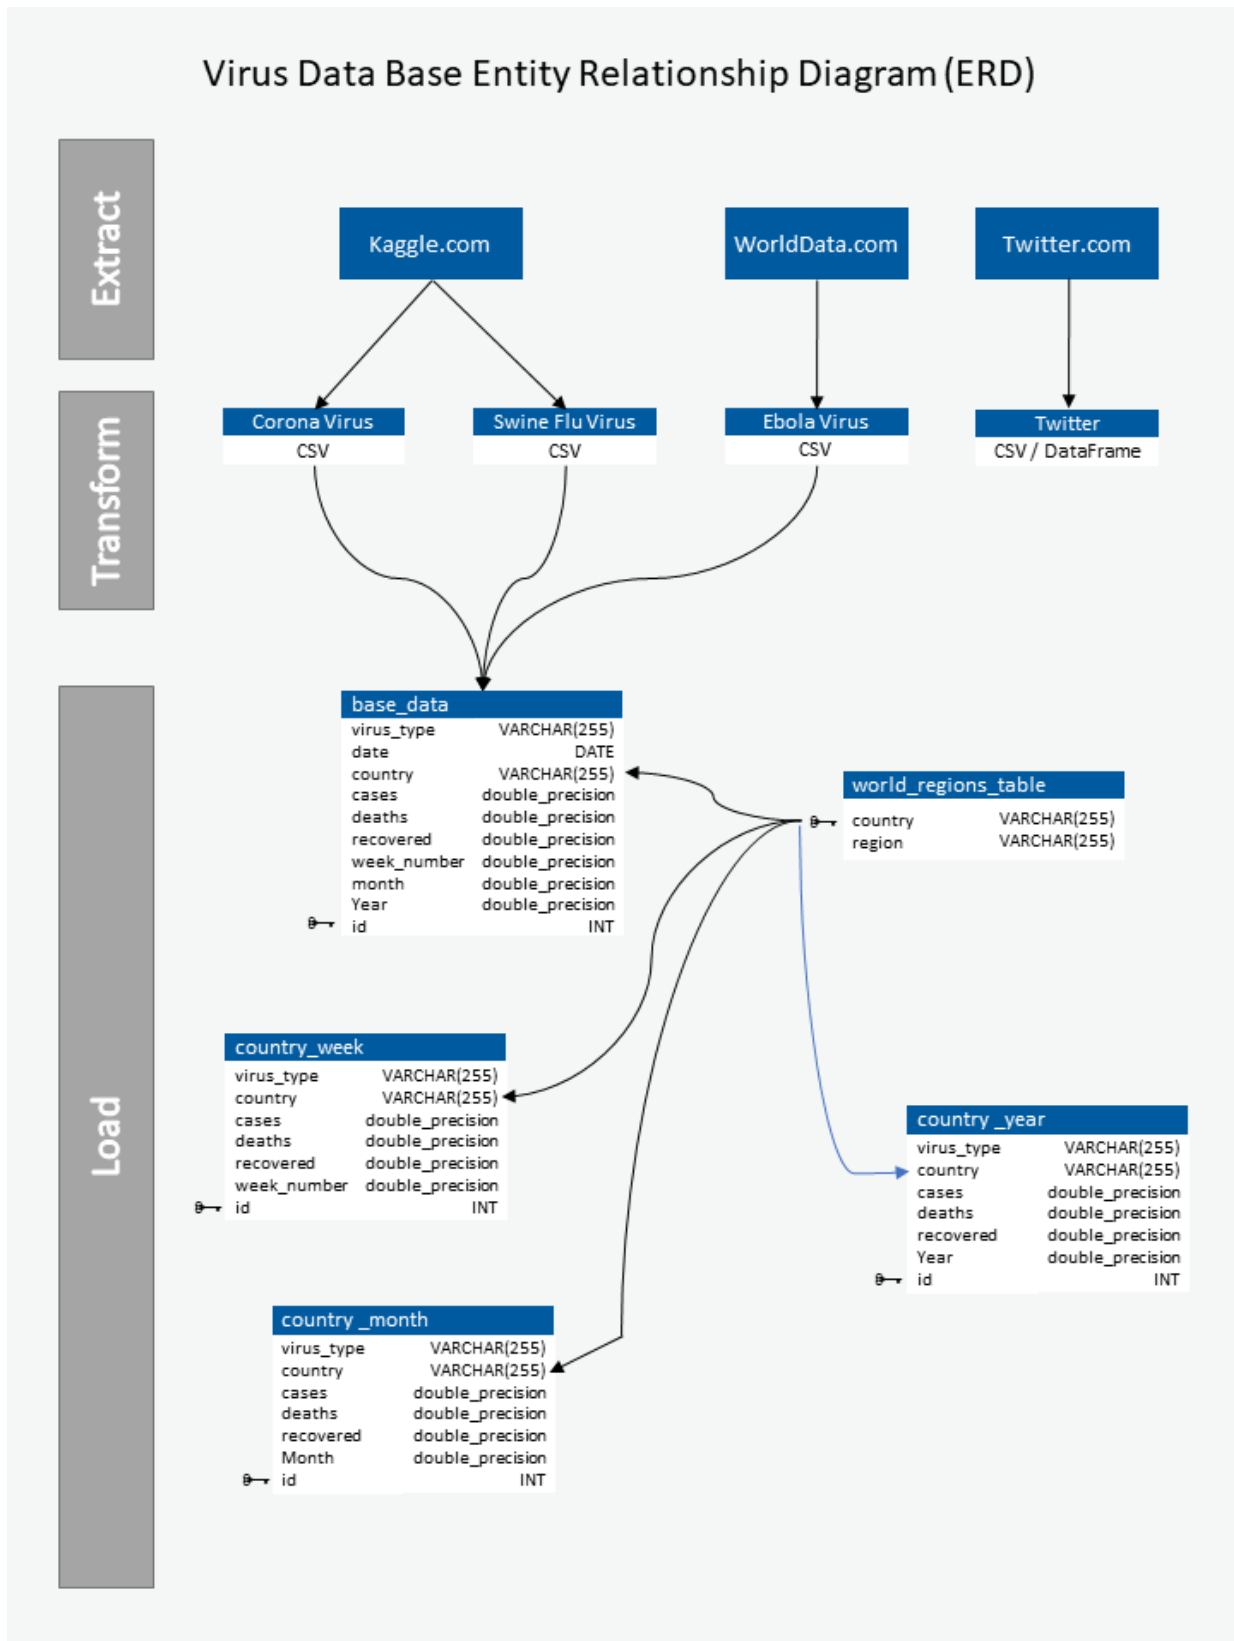 Virus Data Base Entity Relationship Diagram (ERD)
Extract
Kaggle.com
WorldData.com
Twitter.com
Transform
Corona Virus
CSV
Swine Flu Virus
CSV
Ebola Virus
CSV
Twitter
CSV / DataFrame
Load
base_data
virus_type VARCHAR(255)
date DATE
country VARCHAR(255)
cases double_precision
deaths double_precision
recovered double_precision
week_number double_precision
month double_precision
Year double_precision
id INT
world_regions_table
country VARCHAR(255)
region VARCHAR(255)
country_week
virus_type VARCHAR(255)
country VARCHAR(255)
cases double_precision
deaths double_precision
recovered double_precision
week_number double_precision
id INT
country _year
virus_type VARCHAR(255)
country VARCHAR(255)
cases double_precision
deaths double_precision
recovered double_precision
Year double_precision
id INT
country _month
virus_type VARCHAR(255)
country VARCHAR(255)
cases double_precision
deaths double_precision
recovered double_precision
Month double_precision
id INT